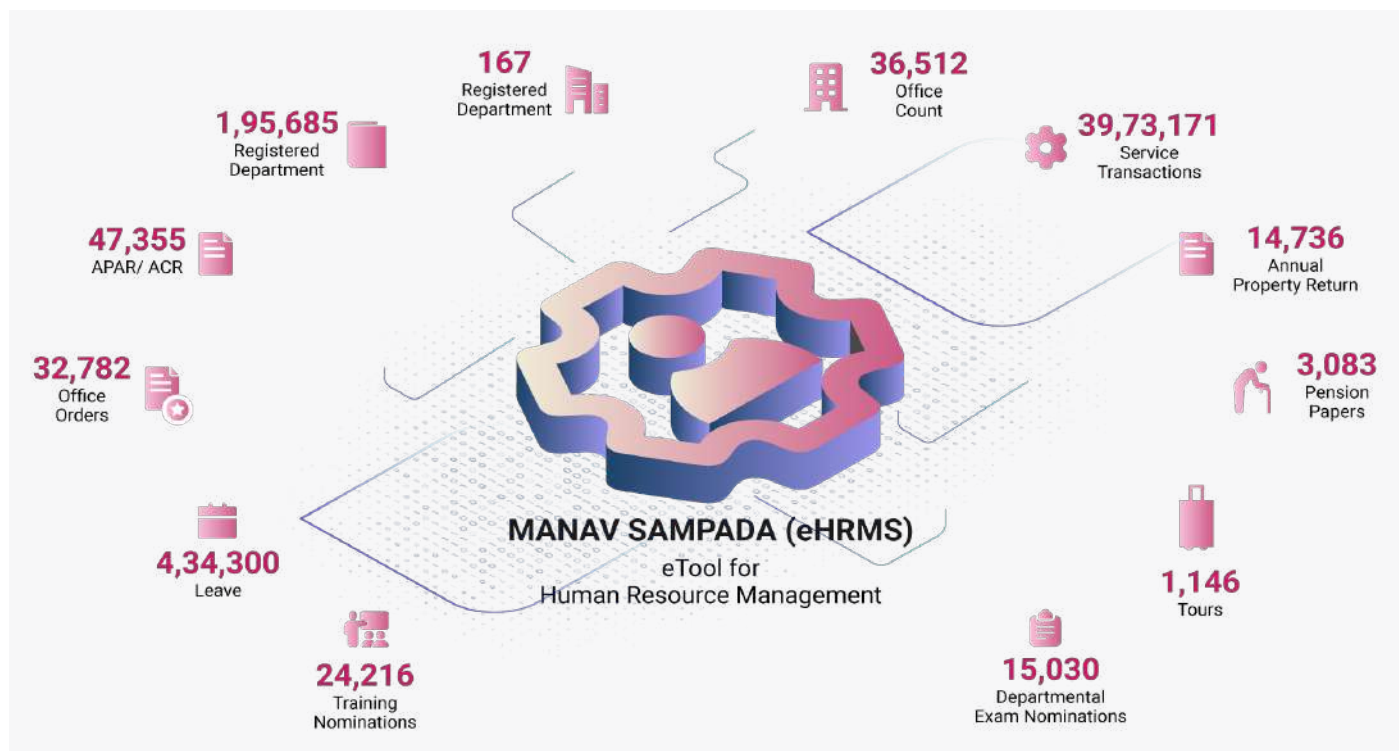 167
Registered
Department
36,512
Office
Count
1,95,685
Registered
Department
39,73,171
Service
Transactions
47,355
APAR/ ACR
14,736
Annual
Property Return
32,782
Office
Orders
3,083
Pension
Papers
MANAV SAMPADA (eHRMS)
eTool for
Human Resource Management
4,34,300
Leave
1,146
Tours
24,216
Training
Nominations
15,030
Departmental
Exam Nominations